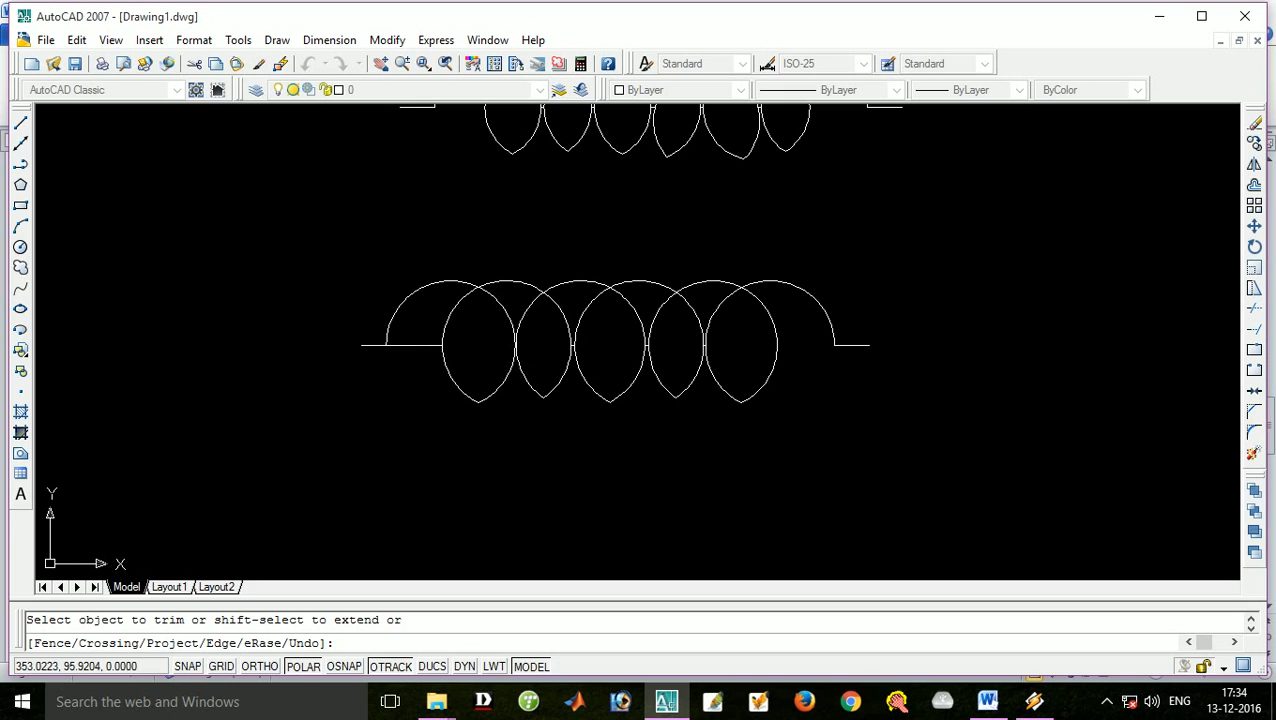 AutoCAD 2007 - [Drawing1.dwg]
File Edit View Insert Format Tools Draw Dimension Modify Express Window Help
Standard ISO-25 Standard
AutoCAD Classic 0 ByLayer ByLayer ByLayer ByColor
Y
X
Model Layout1 Layout2
Select object to trim or shift-select to extend or
[Fence/Crossing/Project/Edge/eRase/Undo]:
353.0223, 95.9204, 0.0000 SNAP GRID ORTHO POLAR OSNAP OTRACK DUCS DYN LWT MODEL
Search the web and Windows
ENG
17:34
13-12-2016